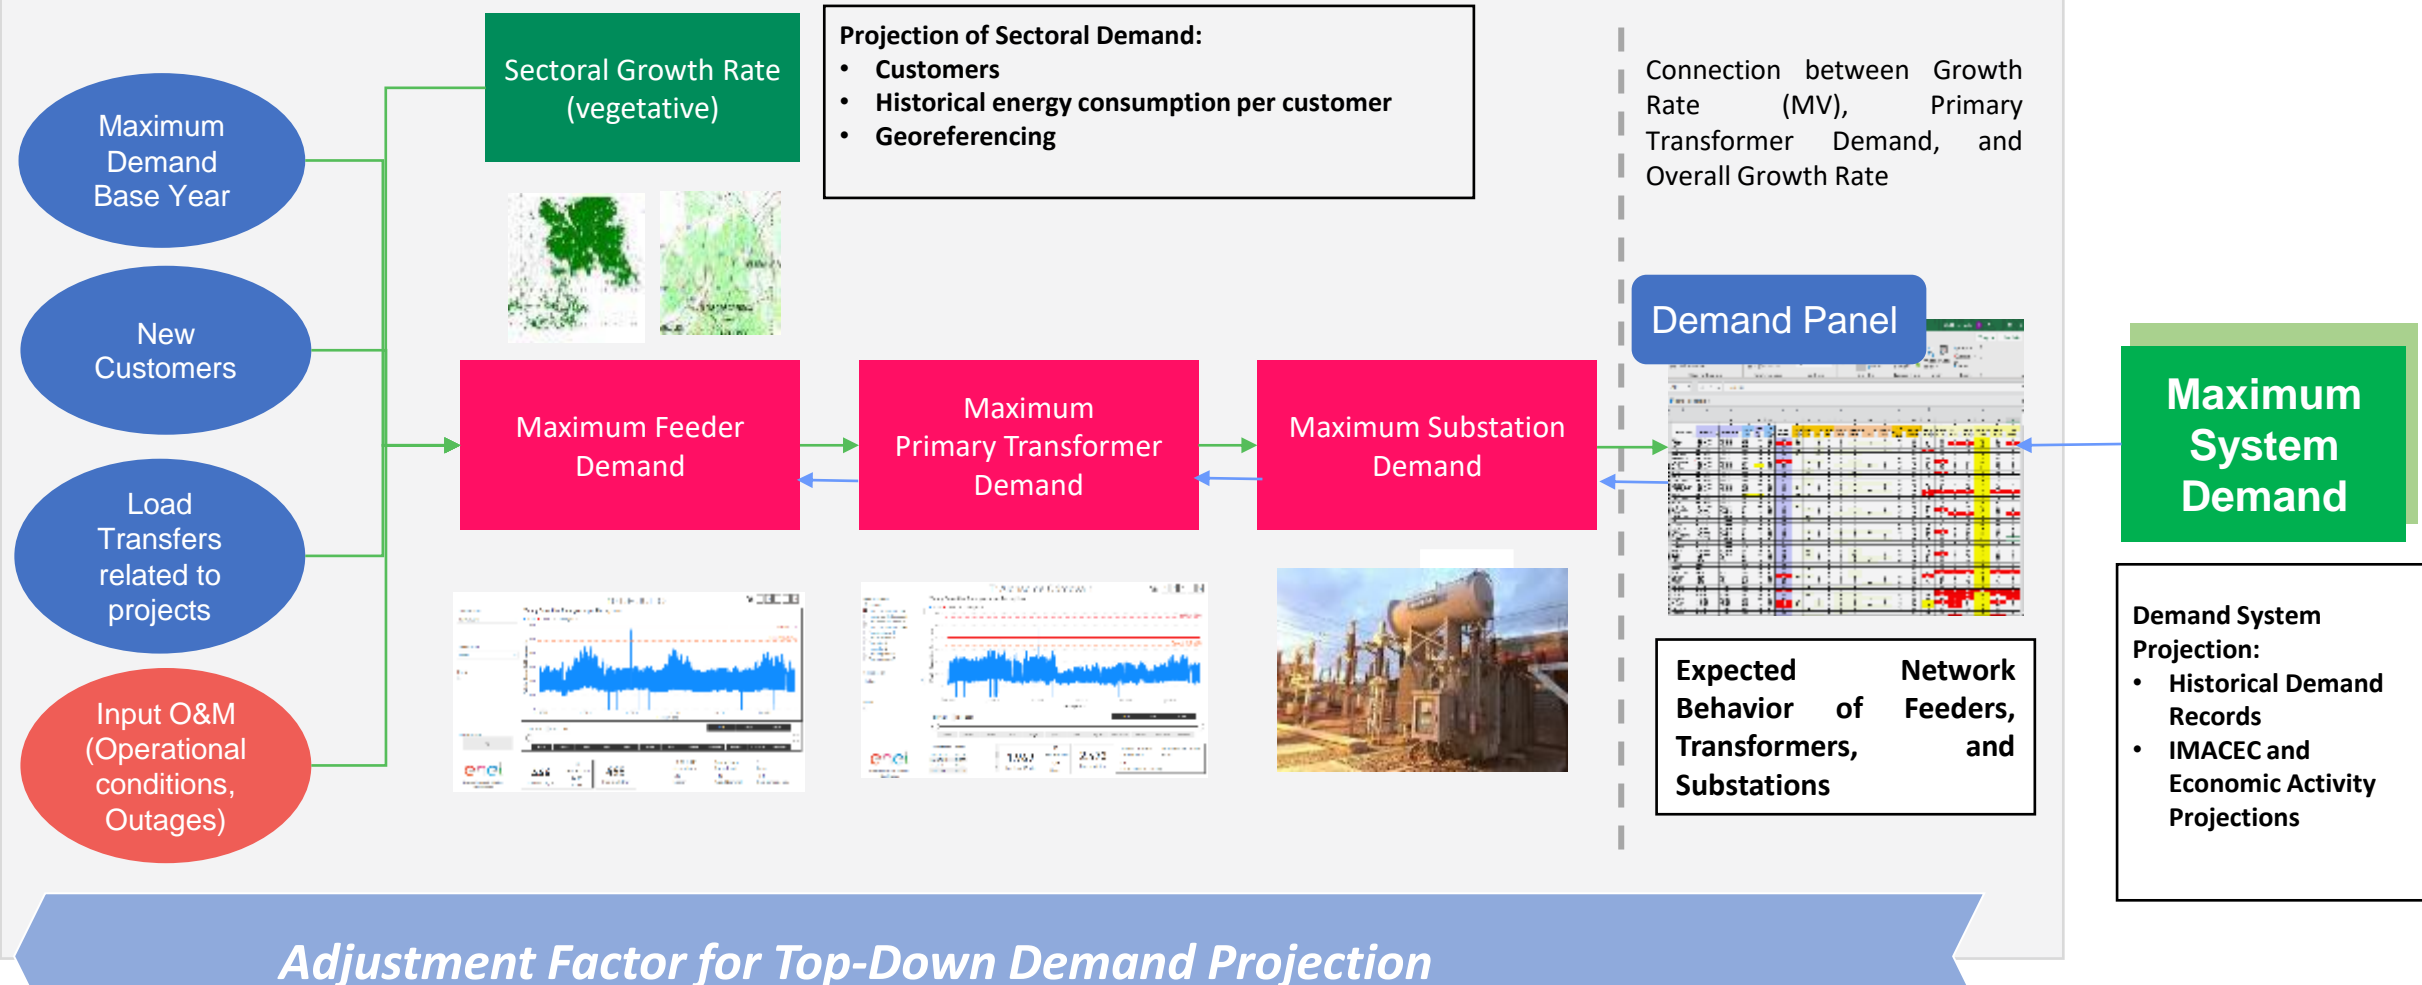 Maximum
Demand
Base Year
New
Customers
Load
Transfers
related to
projects
Input O&M
(Operational
conditions,
Outages)
Sectoral Growth Rate
(vegetative)
Projection of Sectoral Demand:
• Customers
• Historical energy consumption per customer
• Georeferencing
Maximum Feeder
Demand
Maximum
Primary Transformer
Demand
Maximum Substation
Demand
enel
enel
Connection between Growth
Rate (MV), Primary
Transformer Demand, and
Overall Growth Rate
Demand Panel
Expected Network
Behavior of Feeders,
Transformers, and
Substations
Maximum
System
Demand
Demand System
Projection:
• Historical Demand
Records
• IMACEC and
Economic Activity
Projections
Adjustment Factor for Top-Down Demand Projection